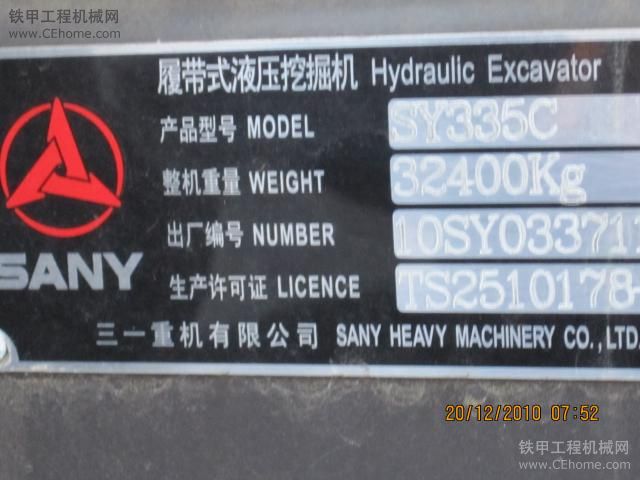 铁甲工程机械网
www.CEhome.com
履带式液压挖掘机 Hydraulic Excavator
产品型号 MODEL SY335C
整机重量 WEIGHT 32400Kg
出厂编号 NUMBER 10SY03371
生产许可证 LICENCE TS2510178
SANY
三一重机有限公司 SANY HEAVY MACHINERY CO.,LTD.
20/12/2010 07:52
铁甲工程机械网
www.CEhome.com